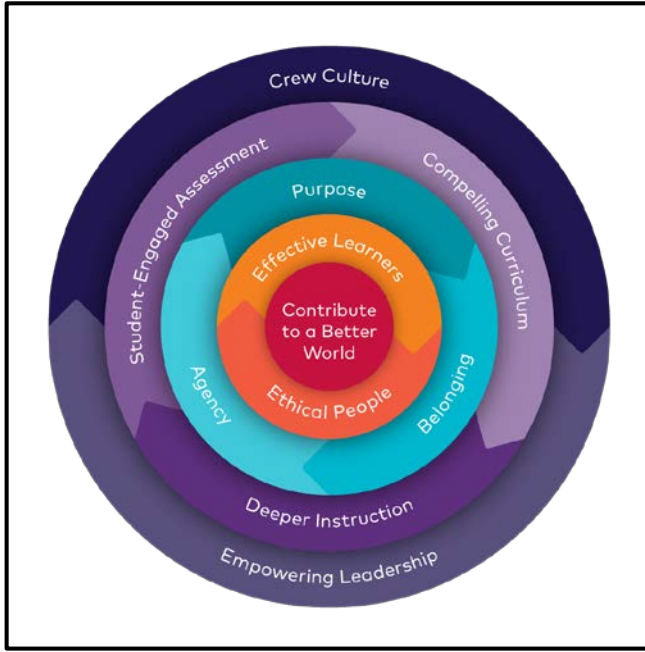 Crew Culture
Student-Engaged Assessment
Compelling Curriculum
Purpose
Effective Learners
Contribute
to a Better
World
Ethical People
Agency
Belonging
Deeper Instruction
Empowering Leadership